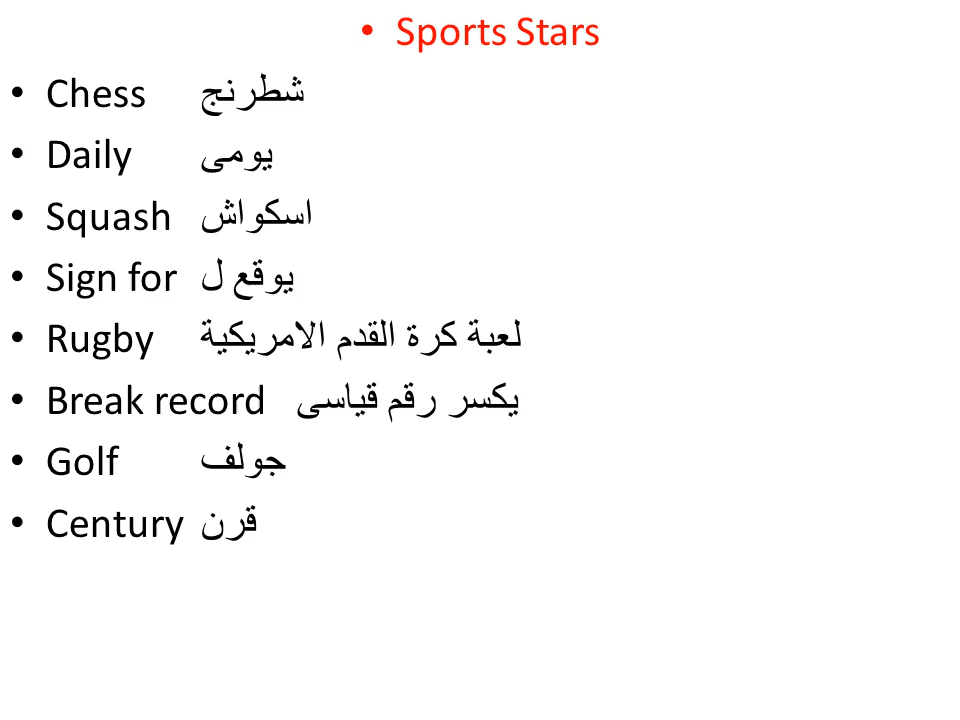 • Sports Stars
• Chess شطرنج
• Daily يومى
• Squash اسكواش
• Sign for يوقع ل
• Rugby لعبة كرة القدم الامريكية
• Break record يكسر رقم قياسى
• Golf جولف
• Century قرن